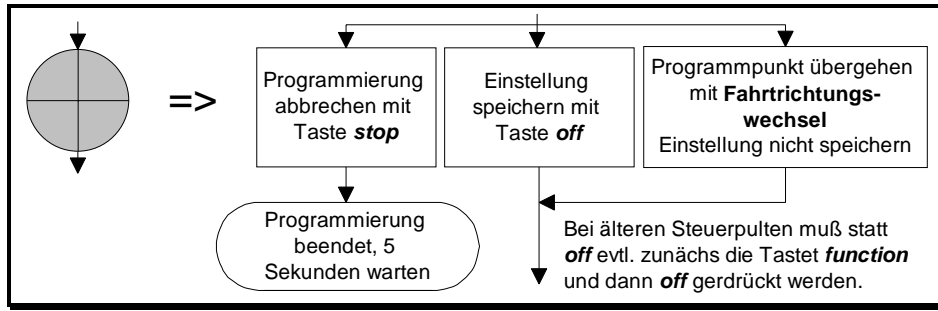 =>
Programmierung
abbrechen mit
Taste stop
Einstellung
speichern mit
Taste off
Programmpunkt übergehen
mit Fahrtrichtungs-
wechsel
Einstellung nicht speichern
Programmierung
beendet, 5
Sekunden warten
Bei älteren Steuerpulten muß statt
off evtl. zunächs die Tastet function
und dann off gerdrückt werden.